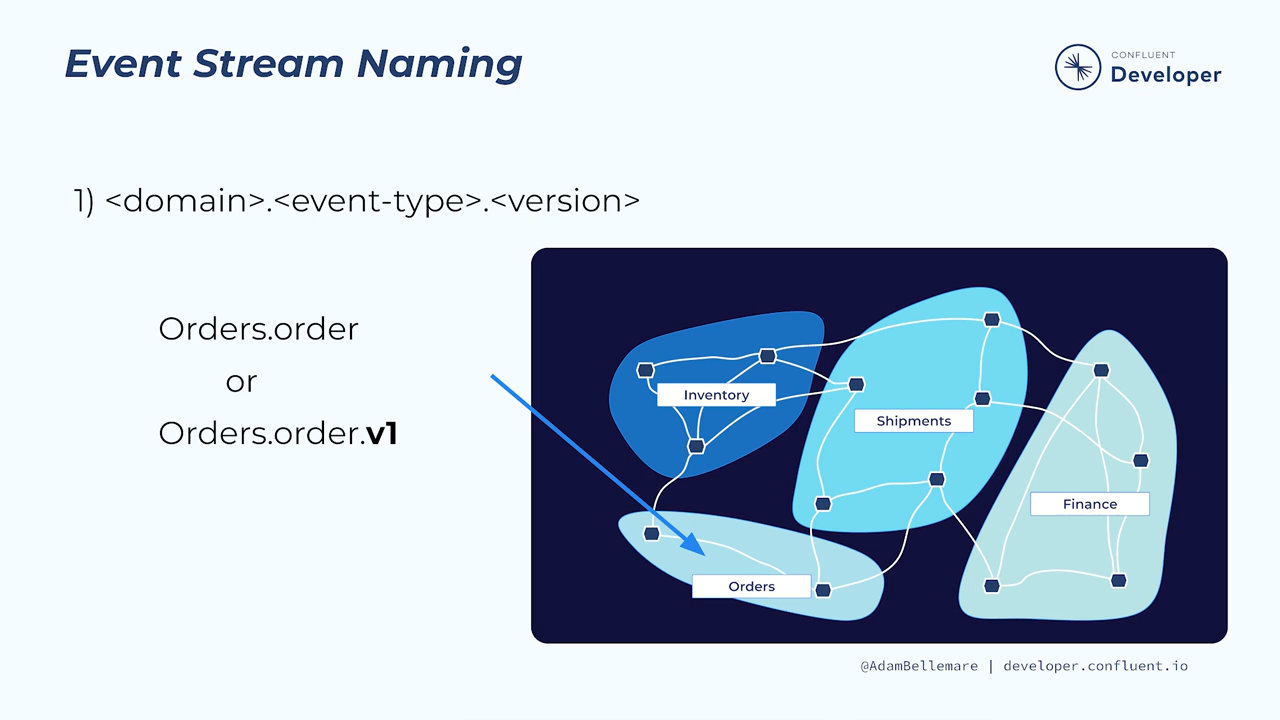 Event Stream Naming
CONFLUENT
Developer
1) <domain>.<event-type>.<version>
Orders.order
or
Orders.order.v1
Inventory
Shipments
Finance
Orders
@AdamBellemare | developer.confluent.io